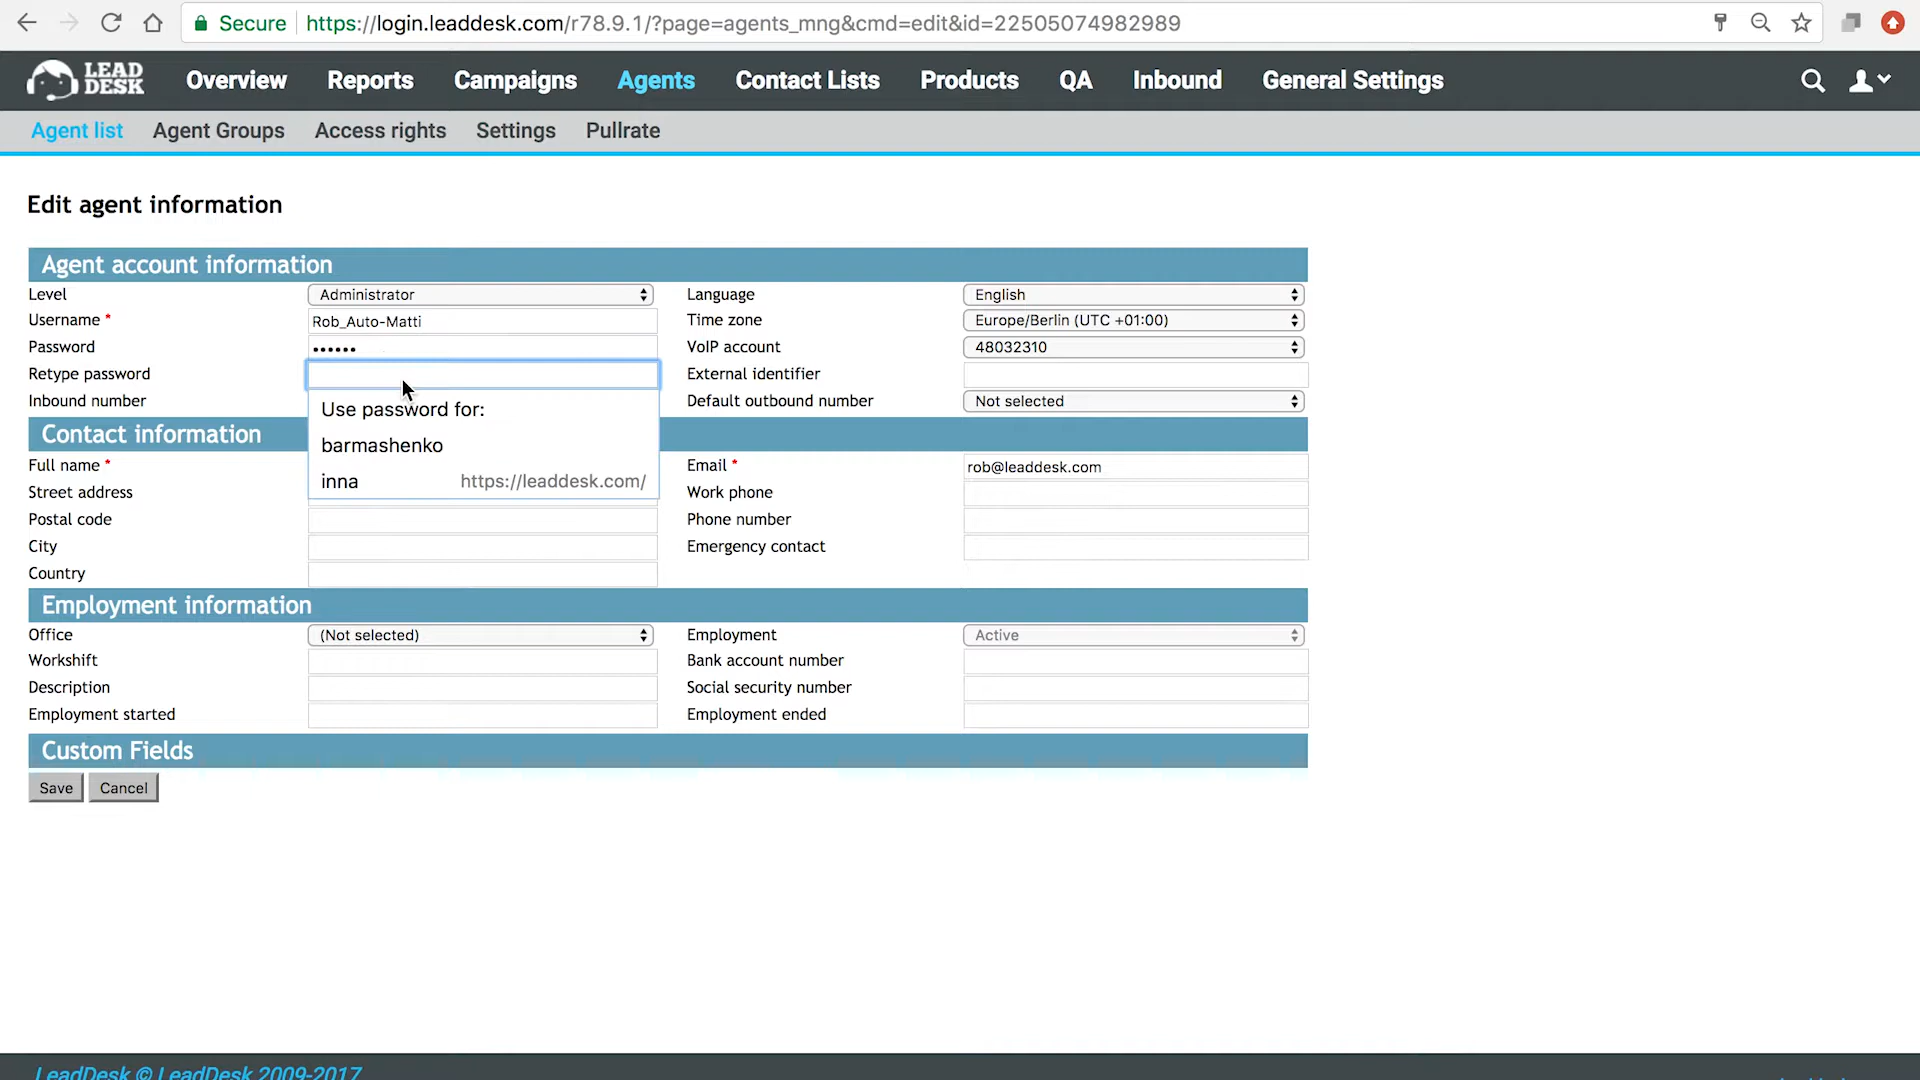 Secure https://login.leaddesk.com/r78.9.1/?page=agents_mng&cmd=edit&id=22505074982989
LEAD DESK Overview Reports Campaigns Agents Contact Lists Products QA Inbound General Settings
Agent list Agent Groups Access rights Settings Pullrate
Edit agent information
Agent account information
Level Administrator Language English
Username * Rob_Auto-Matti Time zone Europe/Berlin (UTC +01:00)
Password •••••• VoIP account 48032310
Retype password External identifier
Inbound number Default outbound number Not selected
Use password for:
barmashenko
inna https://leaddesk.com/
Contact information
Full name * Email * rob@leaddesk.com
Street address Work phone
Postal code Phone number
City Emergency contact
Country
Employment information
Office (Not selected) Employment Active
Workshift Bank account number
Description Social security number
Employment started Employment ended
Custom Fields
Save Cancel
LeadDesk © LeadDesk 2009-2017